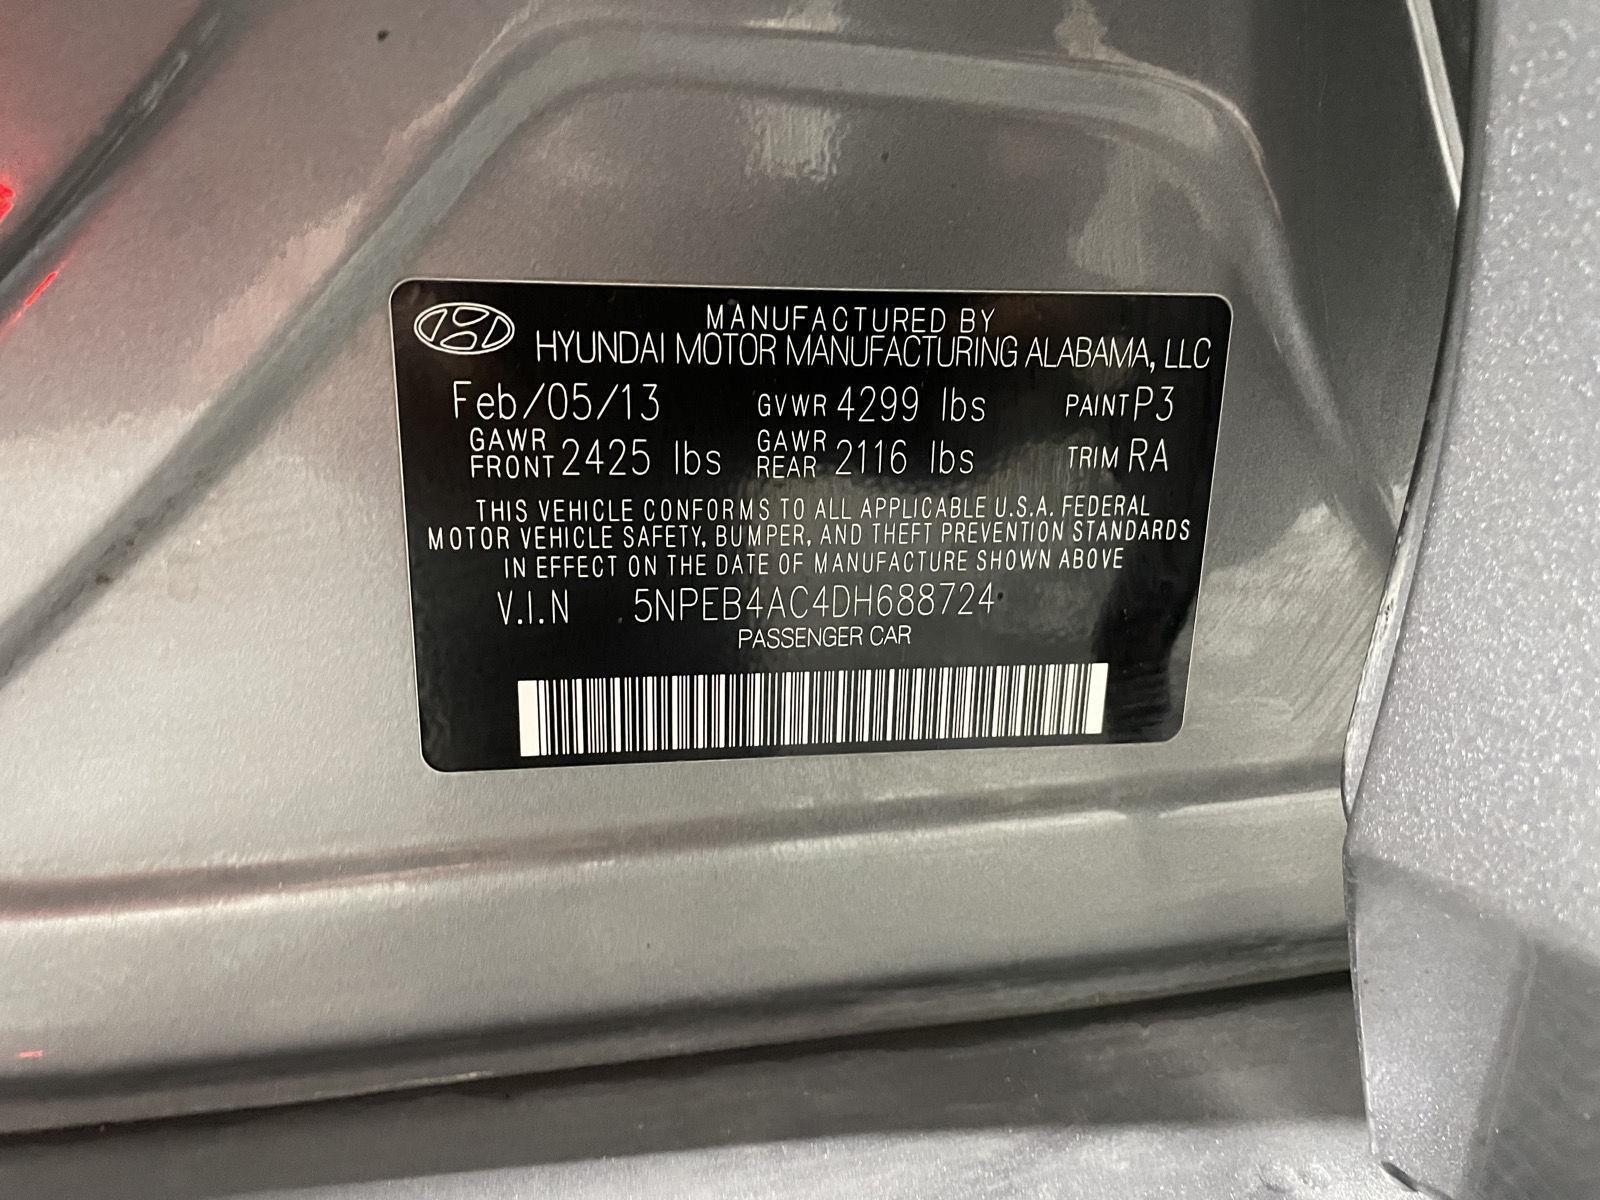 MANUFACTURED BY
HYUNDAI MOTOR MANUFACTURING ALABAMA, LLC
Feb/05/13 GVWR 4299 lbs PAINT P3
GAWR FRONT 2425 lbs GAWR REAR 2116 lbs TRIM RA
THIS VEHICLE CONFORMS TO ALL APPLICABLE U.S.A. FEDERAL
MOTOR VEHICLE SAFETY, BUMPER, AND THEFT PREVENTION STANDARDS
IN EFFECT ON THE DATE OF MANUFACTURE SHOWN ABOVE
V.I.N 5NPEB4AC4DH688724
PASSENGER CAR